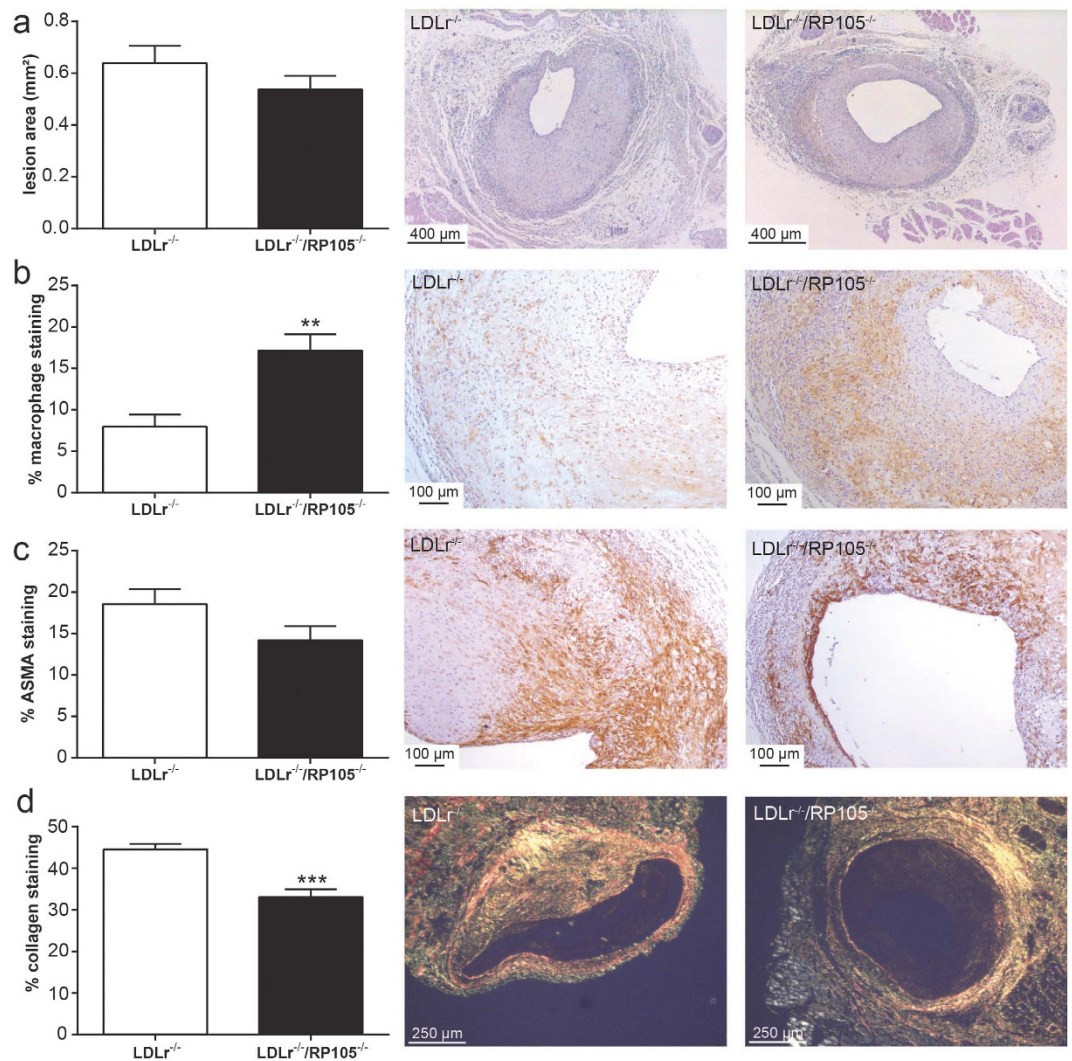 a
lesion area (mm²)
0.8
0.6
0.4
0.2
0.0
LDLr⁻/⁻
LDLr⁻/⁻/RP105⁻/⁻
LDLr⁻/⁻
400 µm
LDLr⁻/⁻/RP105⁻/⁻
400 µm
b
% macrophage staining
25
20
15
10
5
0
LDLr⁻/⁻
**
LDLr⁻/⁻/RP105⁻/⁻
LDLr⁻/⁻
100 µm
LDLr⁻/⁻/RP105⁻/⁻
100 µm
c
% ASMA staining
25
20
15
10
5
0
LDLr⁻/⁻
LDLr⁻/⁻/RP105⁻/⁻
LDLr⁻/⁻
100 µm
LDLr⁻/⁻/RP105⁻/⁻
100 µm
d
% collagen staining
50
40
30
20
10
0
LDLr⁻/⁻
***
LDLr⁻/⁻/RP105⁻/⁻
LDLr⁻/⁻
250 µm
LDLr⁻/⁻/RP105⁻/⁻
250 µm